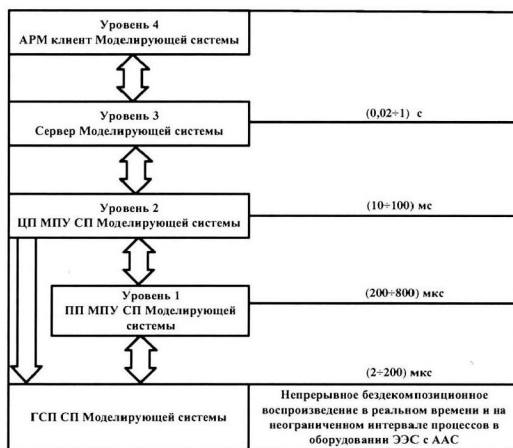 Уровень 4
АРМ клиент Моделирующей системы
Уровень 3
Сервер Моделирующей системы
(0,02÷1) с
Уровень 2
ЦП МПУ СП Моделирующей системы
(10÷100) мс
Уровень 1
ПП МПУ СП Моделирующей
системы
(200÷800) мкс
(2÷200) мкс
ГСП СП Моделирующей системы
Непрерывное бездекомпозиционное
воспроизведение в реальном времени и на
неограниченном интервале процессов в
оборудовании ЭЭС с ААС